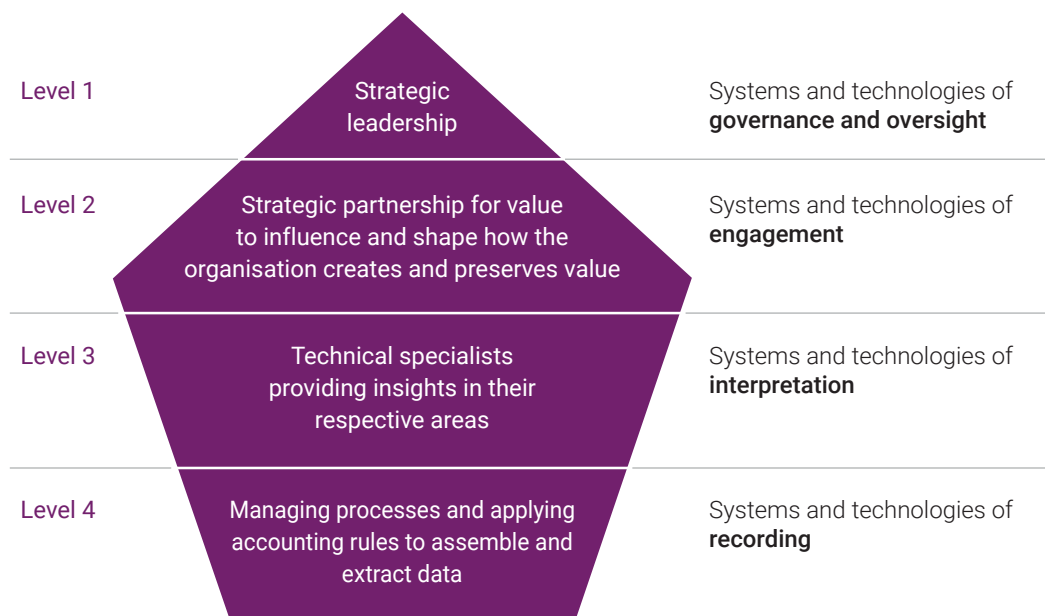 Level 1
Strategic
leadership
Systems and technologies of
governance and oversight
Level 2
Strategic partnership for value
to influence and shape how the
organisation creates and preserves value
Systems and technologies of
engagement
Level 3
Technical specialists
providing insights in their
respective areas
Systems and technologies of
interpretation
Level 4
Managing processes and applying
accounting rules to assemble and
extract data
Systems and technologies of
recording